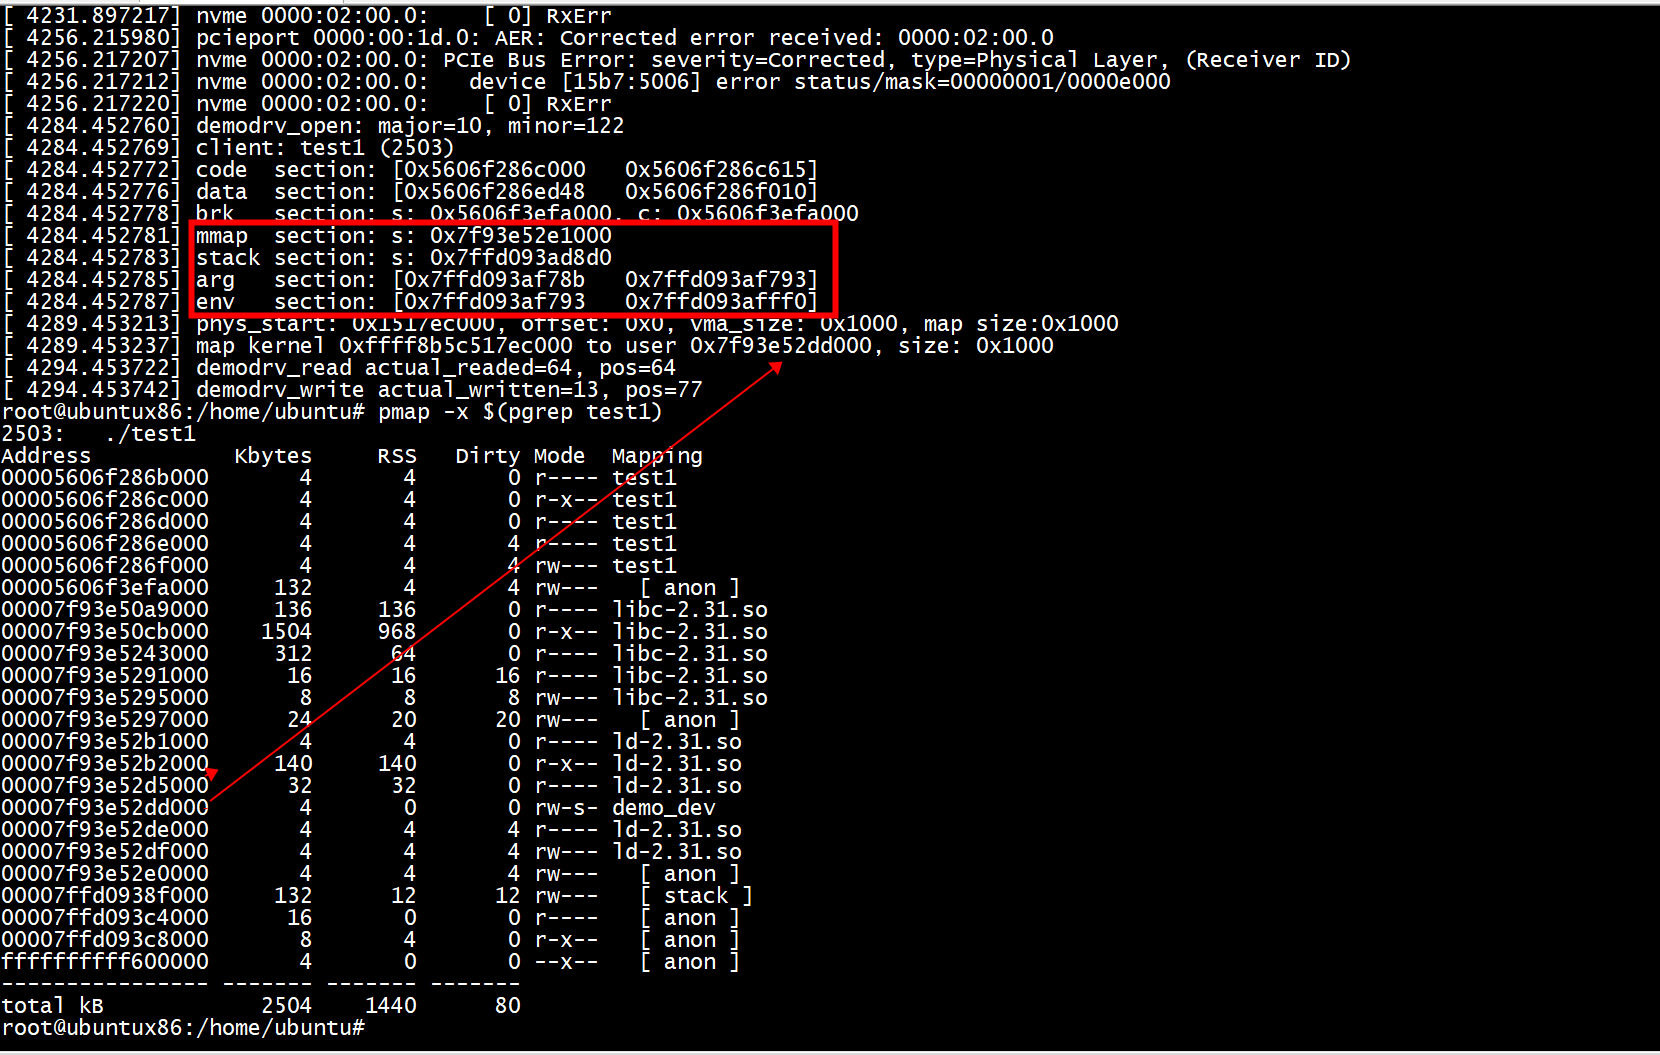 [ 4231.897217] nvme 0000:02:00.0:    [ 0] RxErr
[ 4256.215980] pcieport 0000:00:1d.0: AER: Corrected error received: 0000:02:00.0
[ 4256.217207] nvme 0000:02:00.0: PCIe Bus Error: severity=Corrected, type=Physical Layer, (Receiver ID)
[ 4256.217212] nvme 0000:02:00.0:   device [15b7:5006] error status/mask=00000001/0000e000
[ 4256.217220] nvme 0000:02:00.0:    [ 0] RxErr
[ 4284.452760] demodrv_open: major=10, minor=122
[ 4284.452769] client: test1 (2503)
[ 4284.452772] code  section: [0x5606f286c000   0x5606f286c615]
[ 4284.452776] data  section: [0x5606f286ed48   0x5606f286f010]
[ 4284.452778] brk   section: s: 0x5606f3efa000, c: 0x5606f3efa000
[ 4284.452781] mmap  section: s: 0x7f93e52e1000
[ 4284.452783] stack section: s: 0x7ffd093ad8d0
[ 4284.452785] arg   section: [0x7ffd093af78b   0x7ffd093af793]
[ 4284.452787] env   section: [0x7ffd093af793   0x7ffd093afff0]
[ 4289.453213] phys_start: 0x1517ec000, offset: 0x0, vma_size: 0x1000, map size:0x1000
[ 4289.453237] map kernel 0xffff8b5c517ec000 to user 0x7f93e52dd000, size: 0x1000
[ 4294.453722] demodrv_read actual_readed=64, pos=64
[ 4294.453742] demodrv_write actual_written=13, pos=77
root@ubuntux86:/home/ubuntu# pmap -x $(pgrep test1)
2503:   ./test1
Address           Kbytes     RSS   Dirty Mode  Mapping
00005606f286b000       4       4       0 r---- test1
00005606f286c000       4       4       0 r-x-- test1
00005606f286d000       4       4       0 r---- test1
00005606f286e000       4       4       4 r---- test1
00005606f286f000       4       4       4 rw--- test1
00005606f3efa000     132       4       4 rw---   [ anon ]
00007f93e50a9000     136     136       0 r---- libc-2.31.so
00007f93e50cb000    1504     968       0 r-x-- libc-2.31.so
00007f93e5243000     312      64       0 r---- libc-2.31.so
00007f93e5291000      16      16      16 r---- libc-2.31.so
00007f93e5295000       8       8       8 rw--- libc-2.31.so
00007f93e5297000      24      20      20 rw---   [ anon ]
00007f93e52b1000       4       4       0 r---- ld-2.31.so
00007f93e52b2000     140     140       0 r-x-- ld-2.31.so
00007f93e52d5000      32      32       0 r---- ld-2.31.so
00007f93e52dd000       4       0       0 rw-s- demo_dev
00007f93e52de000       4       4       4 r---- ld-2.31.so
00007f93e52df000       4       4       4 rw--- ld-2.31.so
00007f93e52e0000       4       4       4 rw---   [ anon ]
00007ffd0938f000     132      12      12 rw---   [ stack ]
00007ffd093c4000      16       0       0 r----   [ anon ]
00007ffd093c8000       8       4       0 r-x--   [ anon ]
ffffffffff600000       4       0       0 --x--   [ anon ]
---------------- ------- ------- -------
total kB            2504    1440      80
root@ubuntux86:/home/ubuntu#